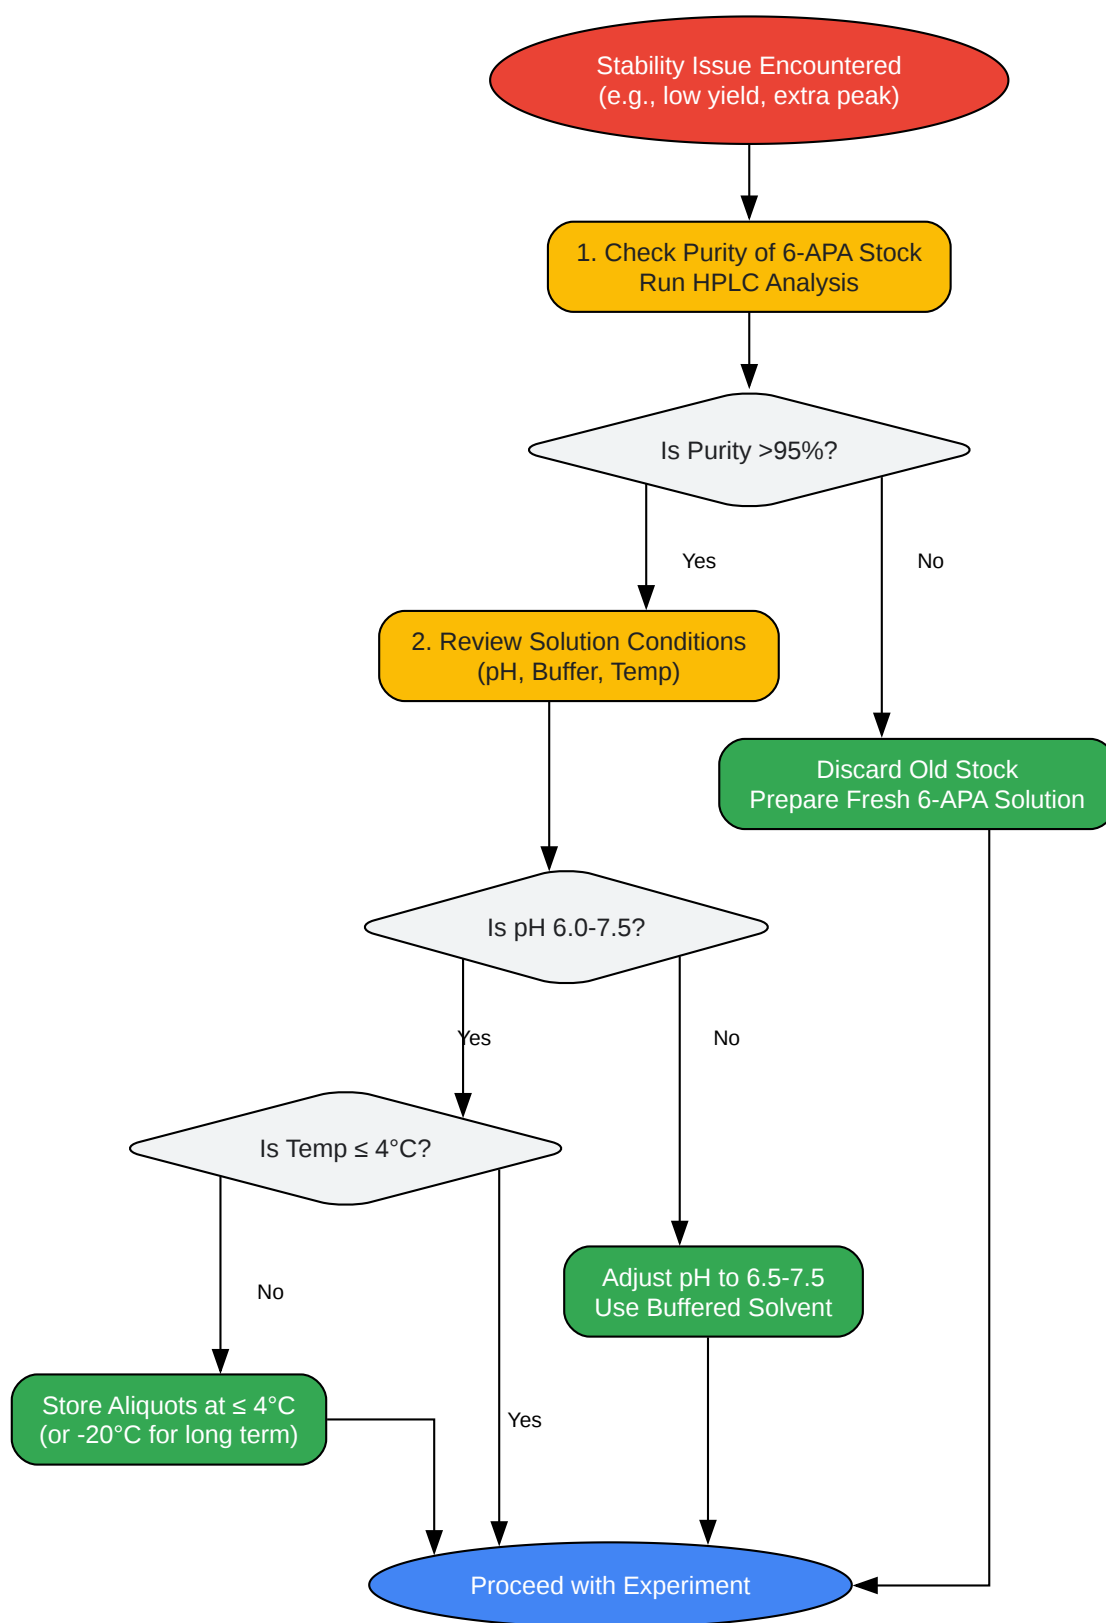 Stability Issue Encountered
(e.g., low yield, extra peak)
1. Check Purity of 6-APA Stock
Run HPLC Analysis
Is Purity >95%?
Yes
No
2. Review Solution Conditions
(pH, Buffer, Temp)
Discard Old Stock
Prepare Fresh 6-APA Solution
Is pH 6.0-7.5?
Yes
No
Is Temp ≤ 4°C?
No
Adjust pH to 6.5-7.5
Use Buffered Solvent
Store Aliquots at ≤ 4°C
(or -20°C for long term)
Yes
Proceed with Experiment